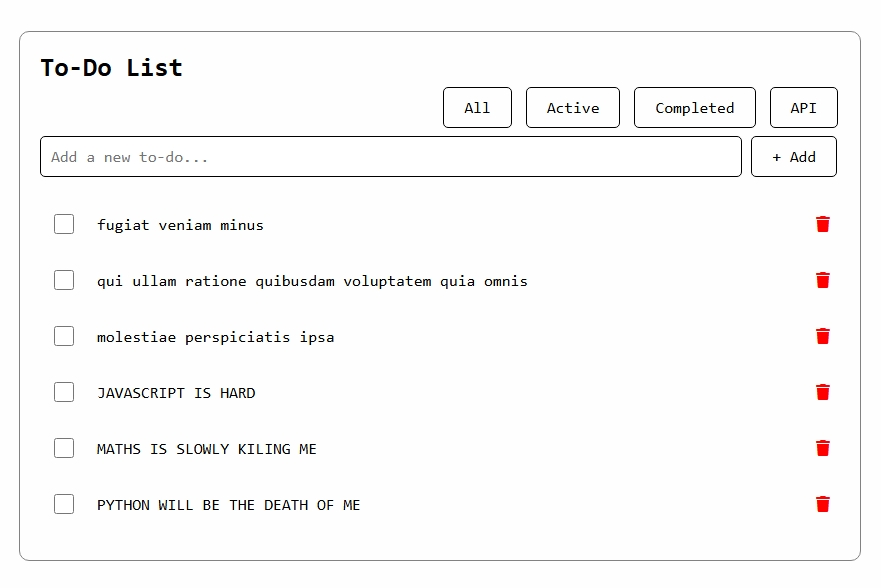 To-Do List
All Active Completed API
Add a new to-do... + Add
fugiat veniam minus
qui ullam ratione quibusdam voluptatem quia omnis
molestiae perspiciatis ipsa
JAVASCRIPT IS HARD
MATHS IS SLOWLY KILING ME
PYTHON WILL BE THE DEATH OF ME